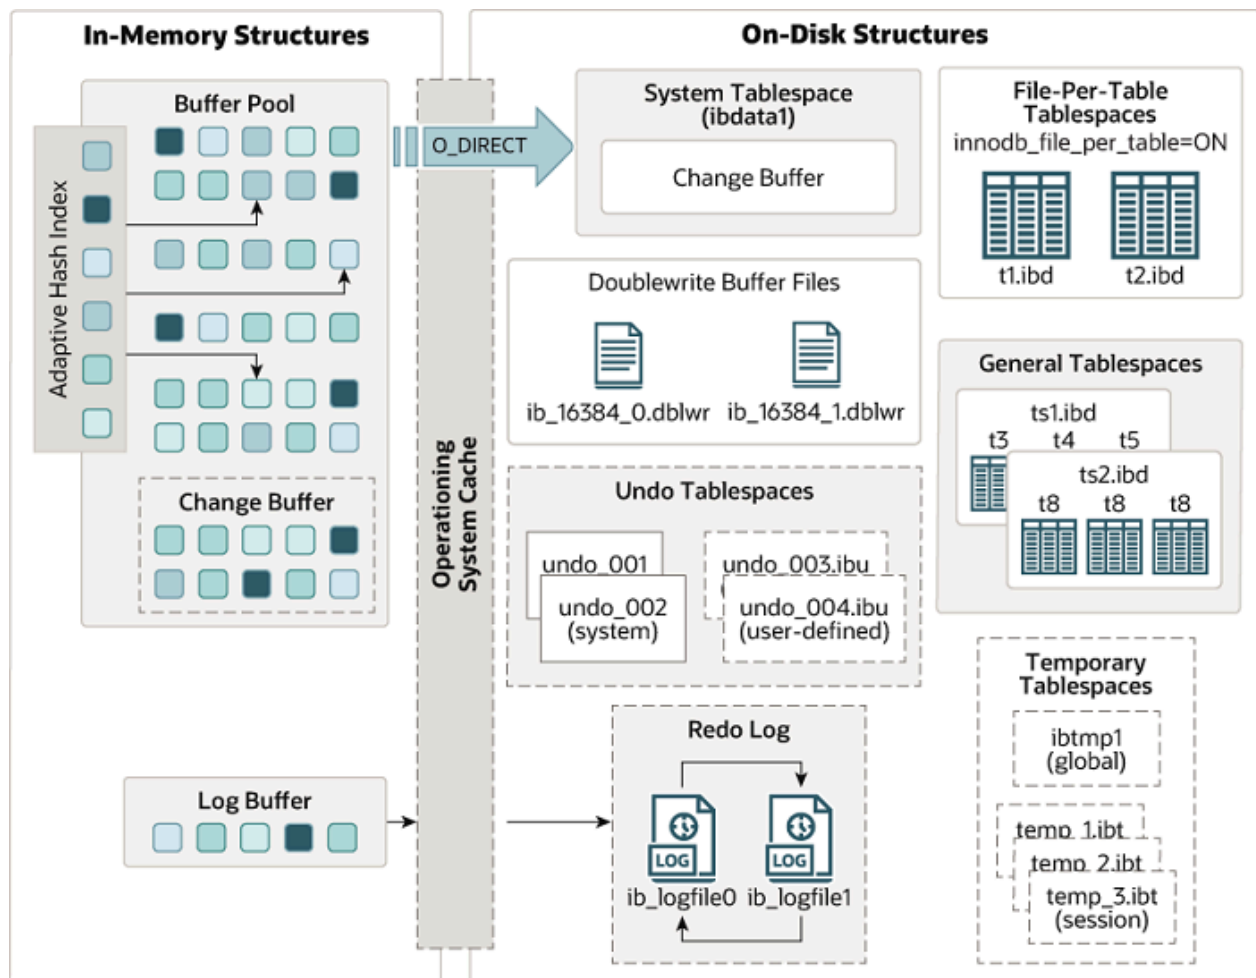 In-Memory Structures
Buffer Pool
Adaptive Hash Index
Change Buffer
Log Buffer
Operationing
System Cache
O_DIRECT
On-Disk Structures
System Tablespace
(ibdata1)
Change Buffer
File-Per-Table
Tablespaces
innodb_file_per_table=ON
t1.ibd t2.ibd
Doublewrite Buffer Files
ib_16384_0.dblwr ib_16384_1.dblwr
General Tablespaces
ts1.ibd
t3 t4 t5
ts2.ibd
t8 t8 t8
Undo Tablespaces
undo_001
undo_002
(system)
undo_003.ibu
undo_004.ibu
(user-defined)
Temporary
Tablespaces
ibtmp1
(global)
temp_1.ibt
temp_2.ibt
temp_3.ibt
(session)
Redo Log
LOG LOG
ib_logfile0 ib_logfile1